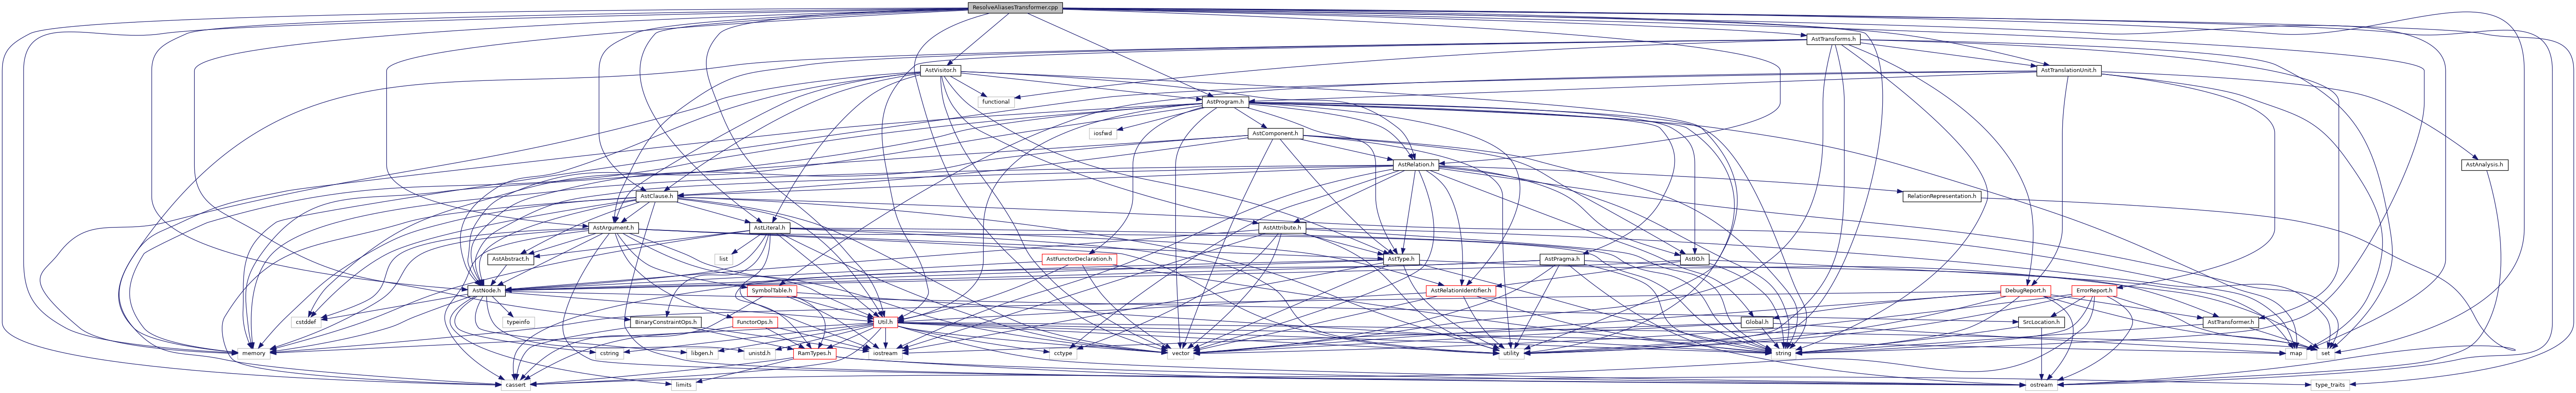 ResolveAliasesTransformer.cpp
AstTransforms.h
AstVisitor.h
AstTranslationUnit.h
functional
AstProgram.h
iosfwd
AstComponent.h
AstRelation.h
AstAnalysis.h
AstClause.h
RelationRepresentation.h
AstArgument.h
AstLiteral.h
AstAttribute.h
AstAbstract.h
list
AstFunctorDeclaration.h
AstType.h
AstPragma.h
AstIO.h
AstNode.h
SymbolTable.h
AstRelationIdentifier.h
DebugReport.h
ErrorReport.h
cstddef
typeinfo
BinaryConstraintOps.h
FunctorOps.h
Util.h
Global.h
SrcLocation.h
AstTransformer.h
memory
cstring
libgen.h
unistd.h
RamTypes.h
iostream
cctype
vector
utility
string
map
set
cassert
limits
ostream
type_traits